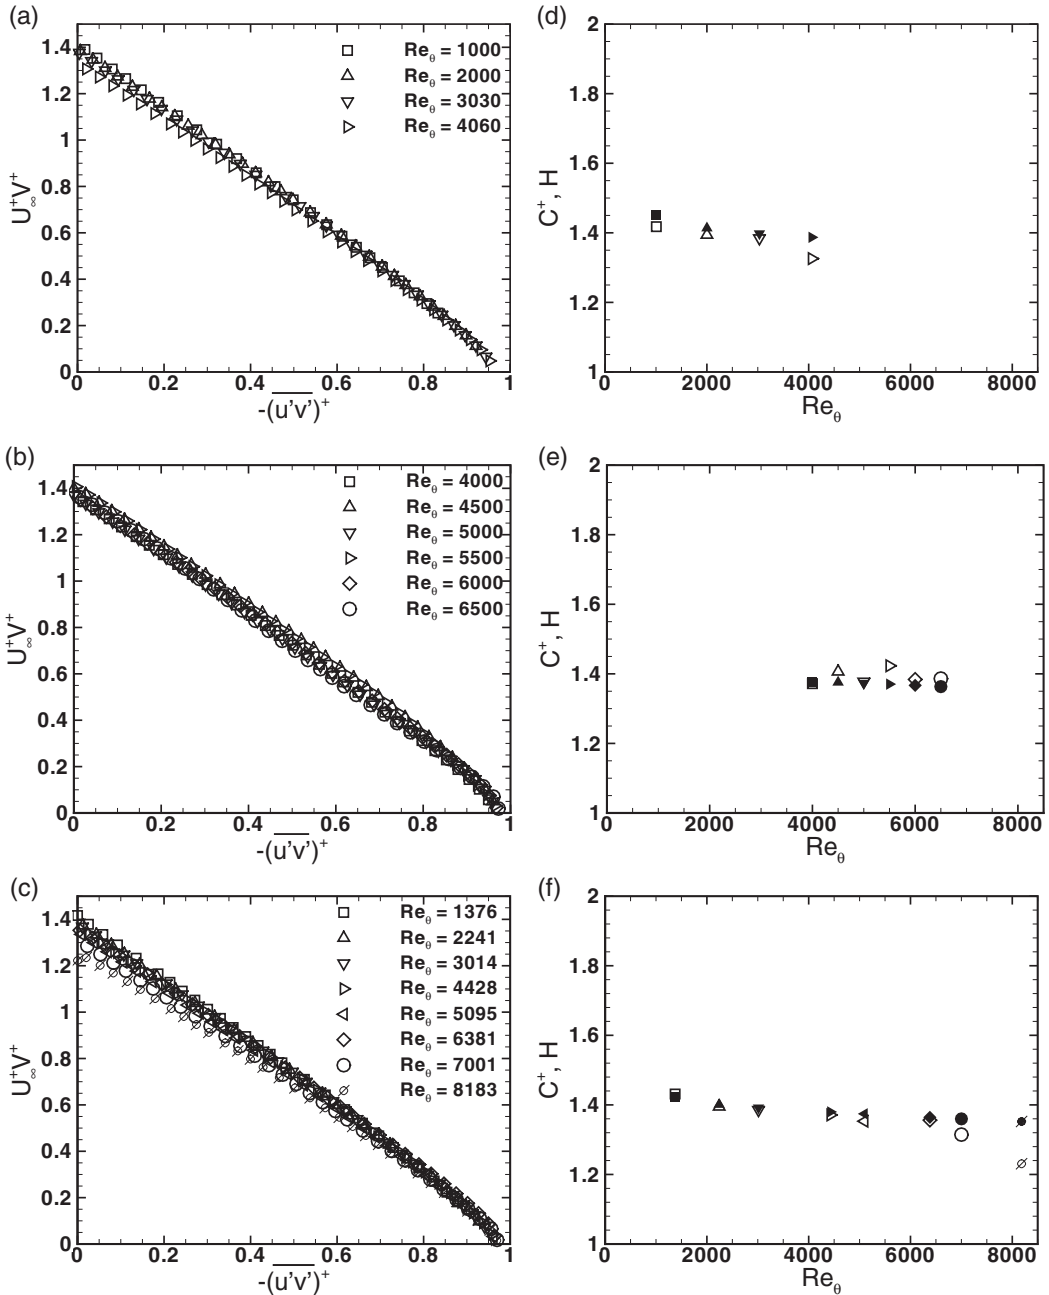 (a)
1.4
1.2
1
0.8
0.6
0.4
0.2
0
U∞⁺V⁺
Reθ = 1000
Reθ = 2000
Reθ = 3030
Reθ = 4060
0 0.2 0.4 0.6 0.8 1
-(u'v')⁺
(d)
2
1.8
1.6
1.4
1.2
1
C⁺, H
0 2000 4000 6000 8000
Reθ
(b)
1.4
1.2
1
0.8
0.6
0.4
0.2
0
U∞⁺V⁺
Reθ = 4000
Reθ = 4500
Reθ = 5000
Reθ = 5500
Reθ = 6000
Reθ = 6500
0 0.2 0.4 0.6 0.8 1
-(u'v')⁺
(e)
2
1.8
1.6
1.4
1.2
1
C⁺, H
0 2000 4000 6000 8000
Reθ
(c)
1.4
1.2
1
0.8
0.6
0.4
0.2
0
U∞⁺V⁺
Reθ = 1376
Reθ = 2241
Reθ = 3014
Reθ = 4428
Reθ = 5095
Reθ = 6381
Reθ = 7001
Reθ = 8183
0 0.2 0.4 0.6 0.8 1
-(u'v')⁺
(f)
2
1.8
1.6
1.4
1.2
1
C⁺, H
0 2000 4000 6000 8000
Reθ